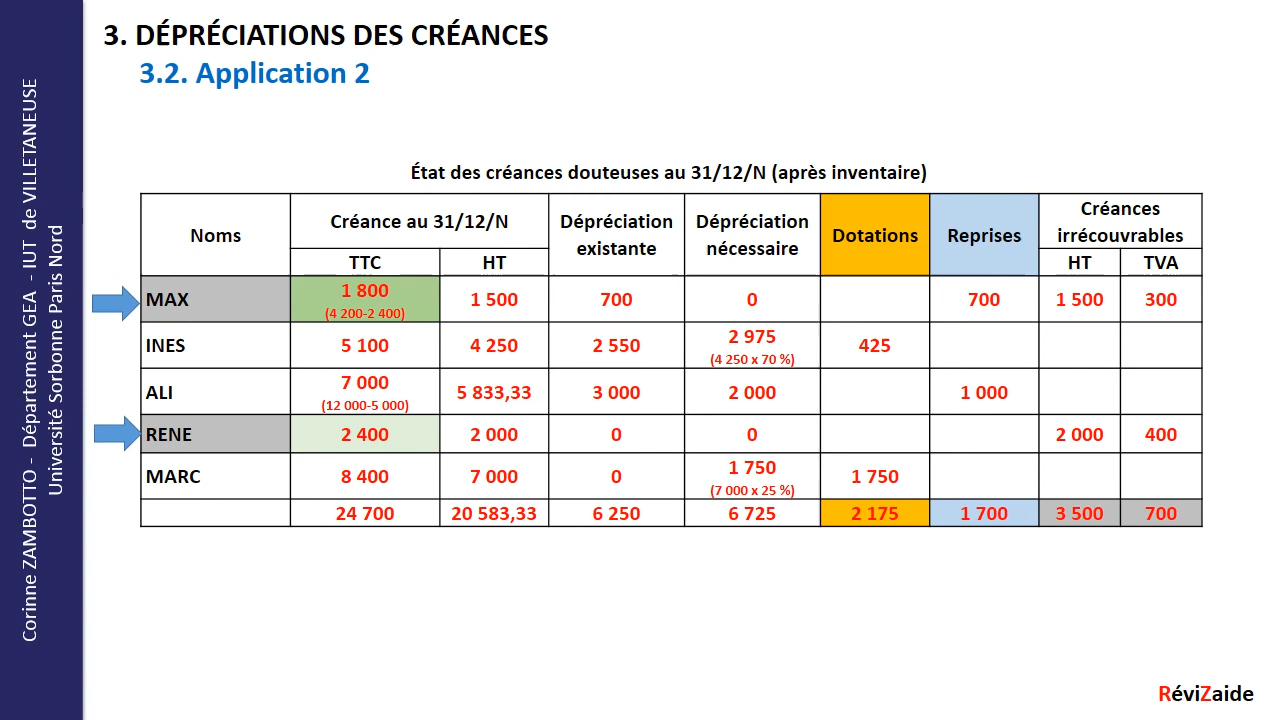 3. DÉPRÉCIATIONS DES CRÉANCES
3.2. Application 2
Corinne ZAMBOTTO - Département GEA - IUT de VILLETANEUSE
Université Sorbonne Paris Nord
État des créances douteuses au 31/12/N (après inventaire)
Noms Créance au 31/12/N Dépréciation existante Dépréciation nécessaire Dotations Reprises Créances irrécouvrables
TTC HT HT TVA
MAX 1 800 (4 200-2 400) 1 500 700 0 700 1 500 300
INES 5 100 4 250 2 550 2 975 (4 250 x 70 %) 425
ALI 7 000 (12 000-5 000) 5 833,33 3 000 2 000 1 000
RENE 2 400 2 000 0 0 2 000 400
MARC 8 400 7 000 0 1 750 (7 000 x 25 %) 1 750
24 700 20 583,33 6 250 6 725 2 175 1 700 3 500 700
RéviZaide